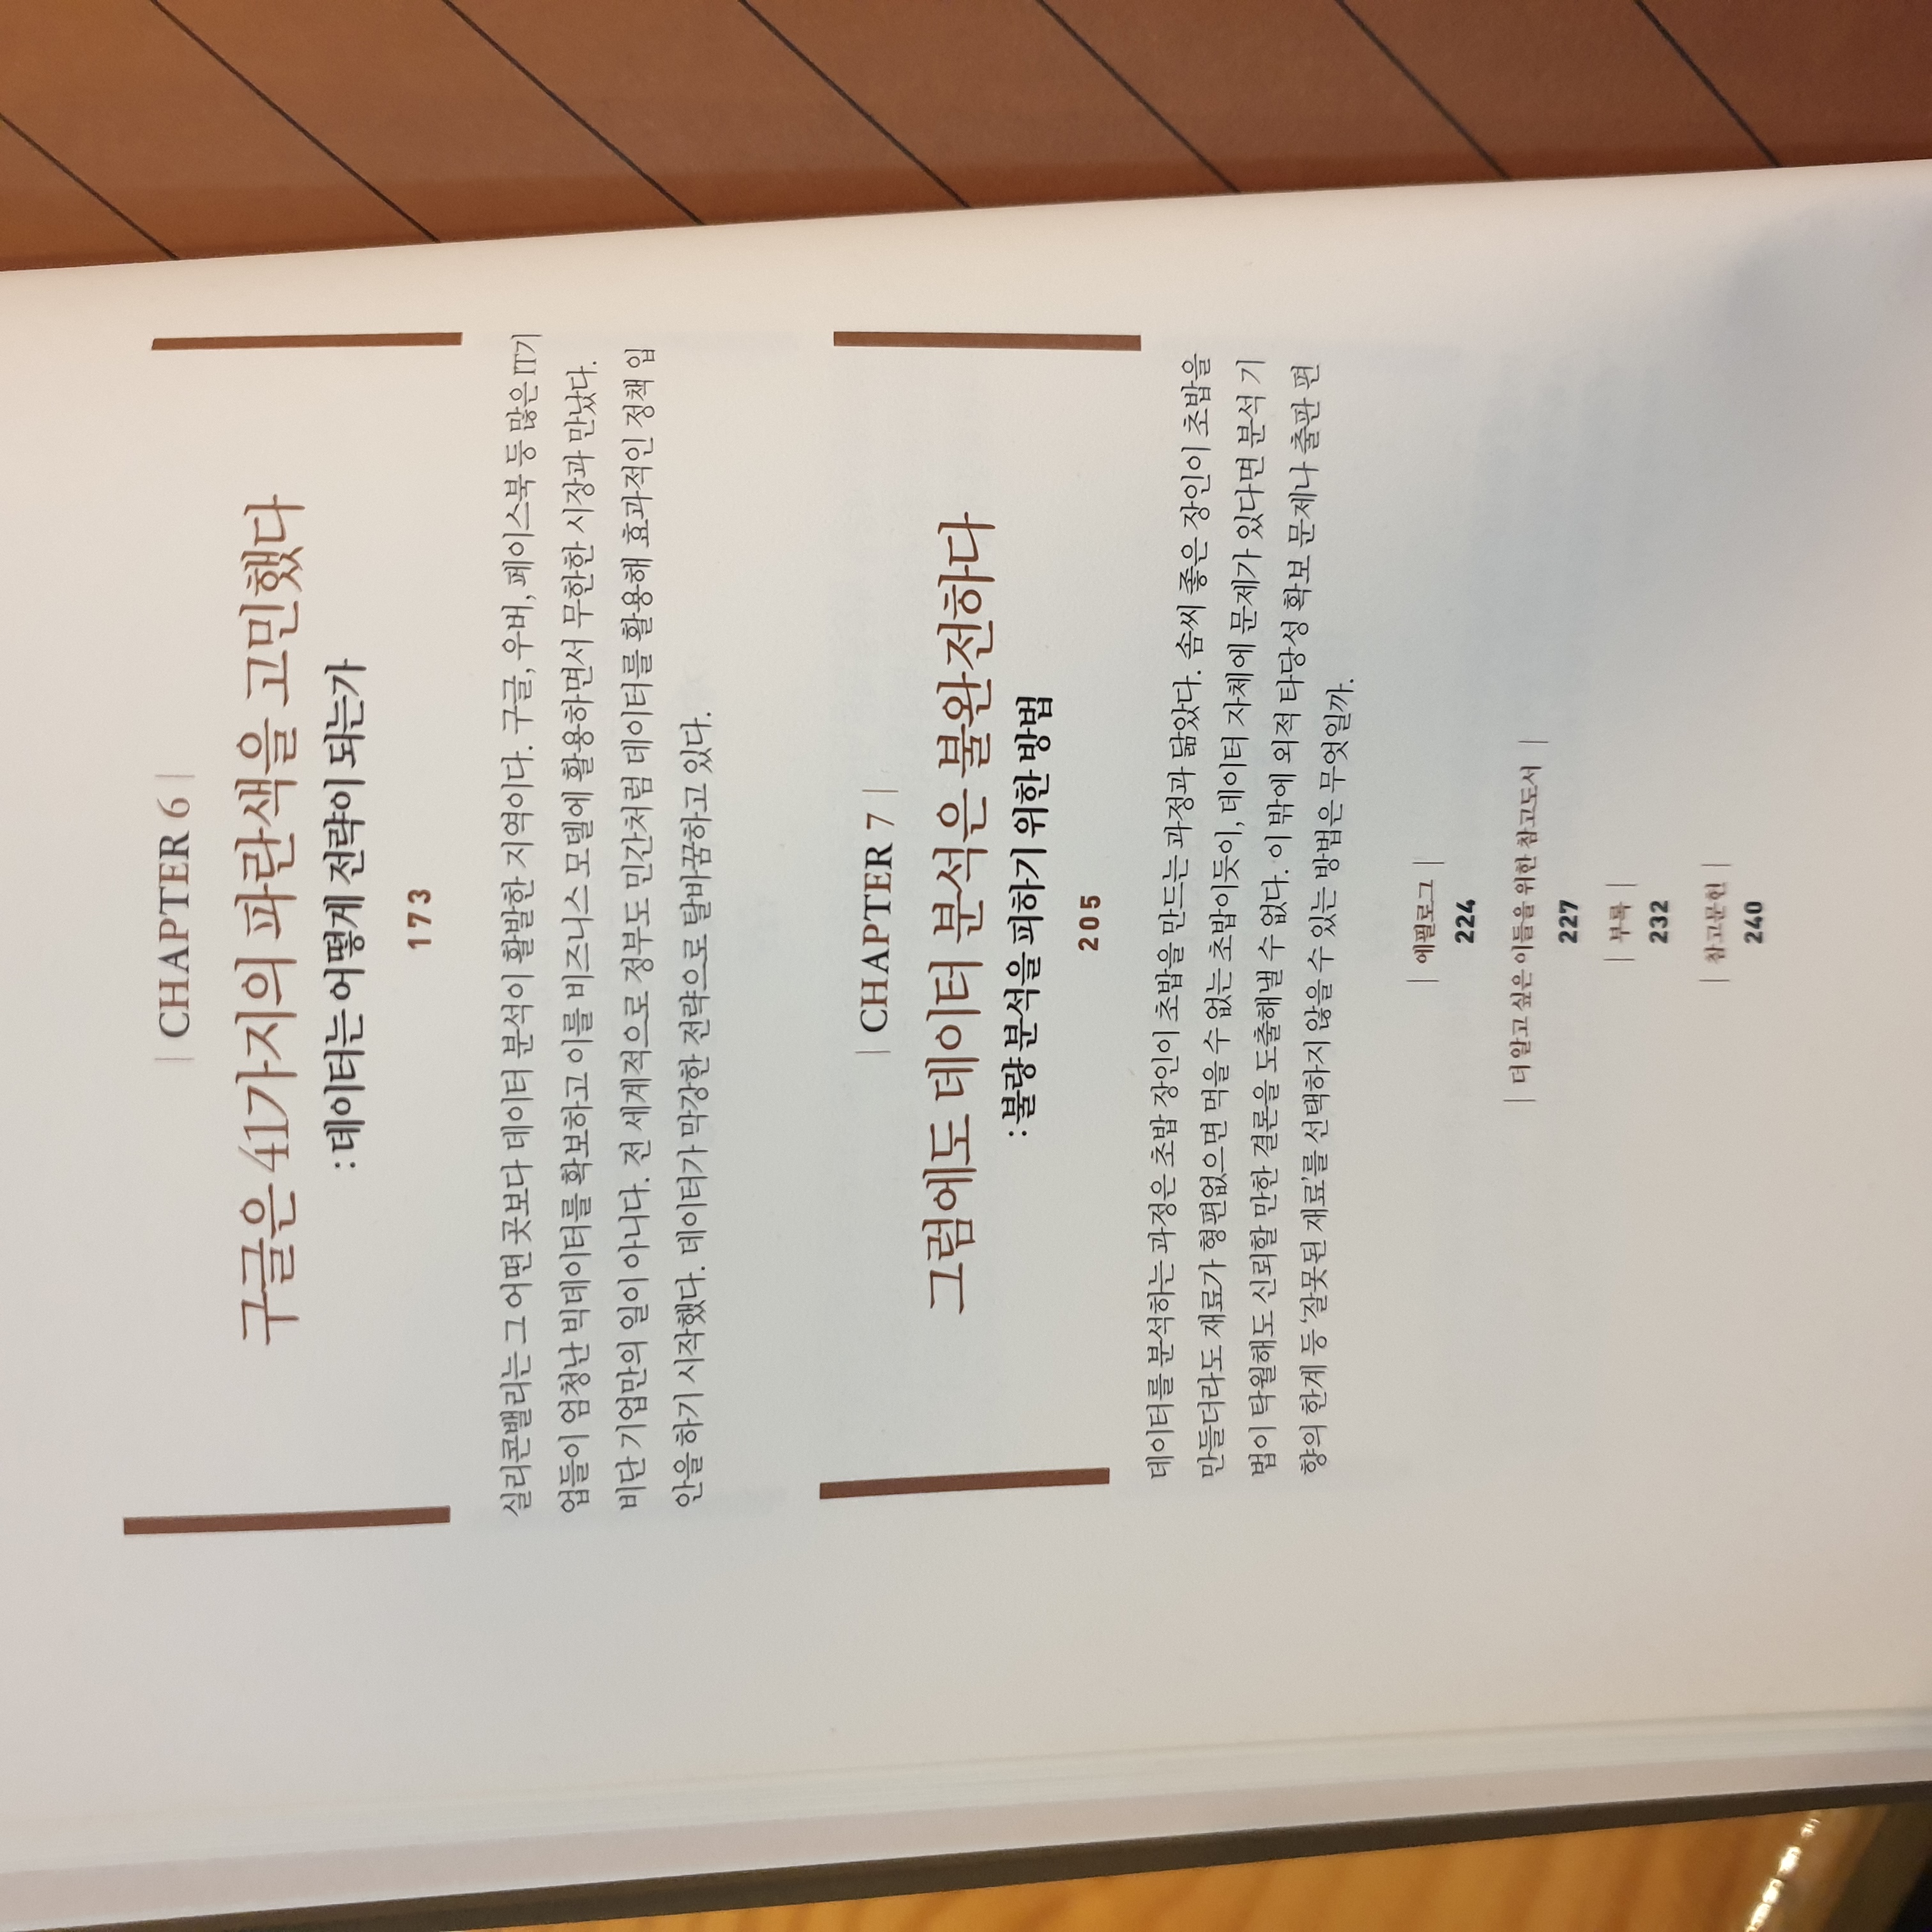 | CHAPTER 6 |
구글은 41가지의 파란색을 고민했다
: 데이터는 어떻게 전략이 되는가
173
실리콘밸리는 그 어떤 곳보다 데이터 분석이 활발한 지역이다. 구글, 우버, 페이스북 등 많은 IT기
업들이 엄청난 빅데이터를 확보하고 이를 비즈니스 모델에 활용하면서 무한한 시장과 만났다.
비단 기업만의 일이 아니다. 전 세계적으로 정부도 민간처럼 데이터를 활용해 효과적인 정책 입
안을 하기 시작했다. 데이터가 막강한 전략으로 탈바꿈하고 있다.
| CHAPTER 7 |
그럼에도 데이터 분석은 불완전하다
: 불량 분석을 피하기 위한 방법
205
데이터를 분석하는 과정은 초밥 장인이 초밥을 만드는 과정과 닮았다. 솜씨 좋은 장인이 초밥을
만들더라도 재료가 형편없으면 먹을 수 없는 초밥이듯이, 데이터 자체에 문제가 있다면 분석 기
법이 탁월해도 신뢰할 만한 결론을 도출해낼 수 없다. 이 밖에 외적 타당성 확보 문제나 출판 편
향의 한계 등 ‘잘못된 재료’를 선택하지 않을 수 있는 방법은 무엇일까.
| 에필로그 |
224
| 더 알고 싶은 이들을 위한 참고도서 |
227
| 부록 |
232
| 참고문헌 |
240